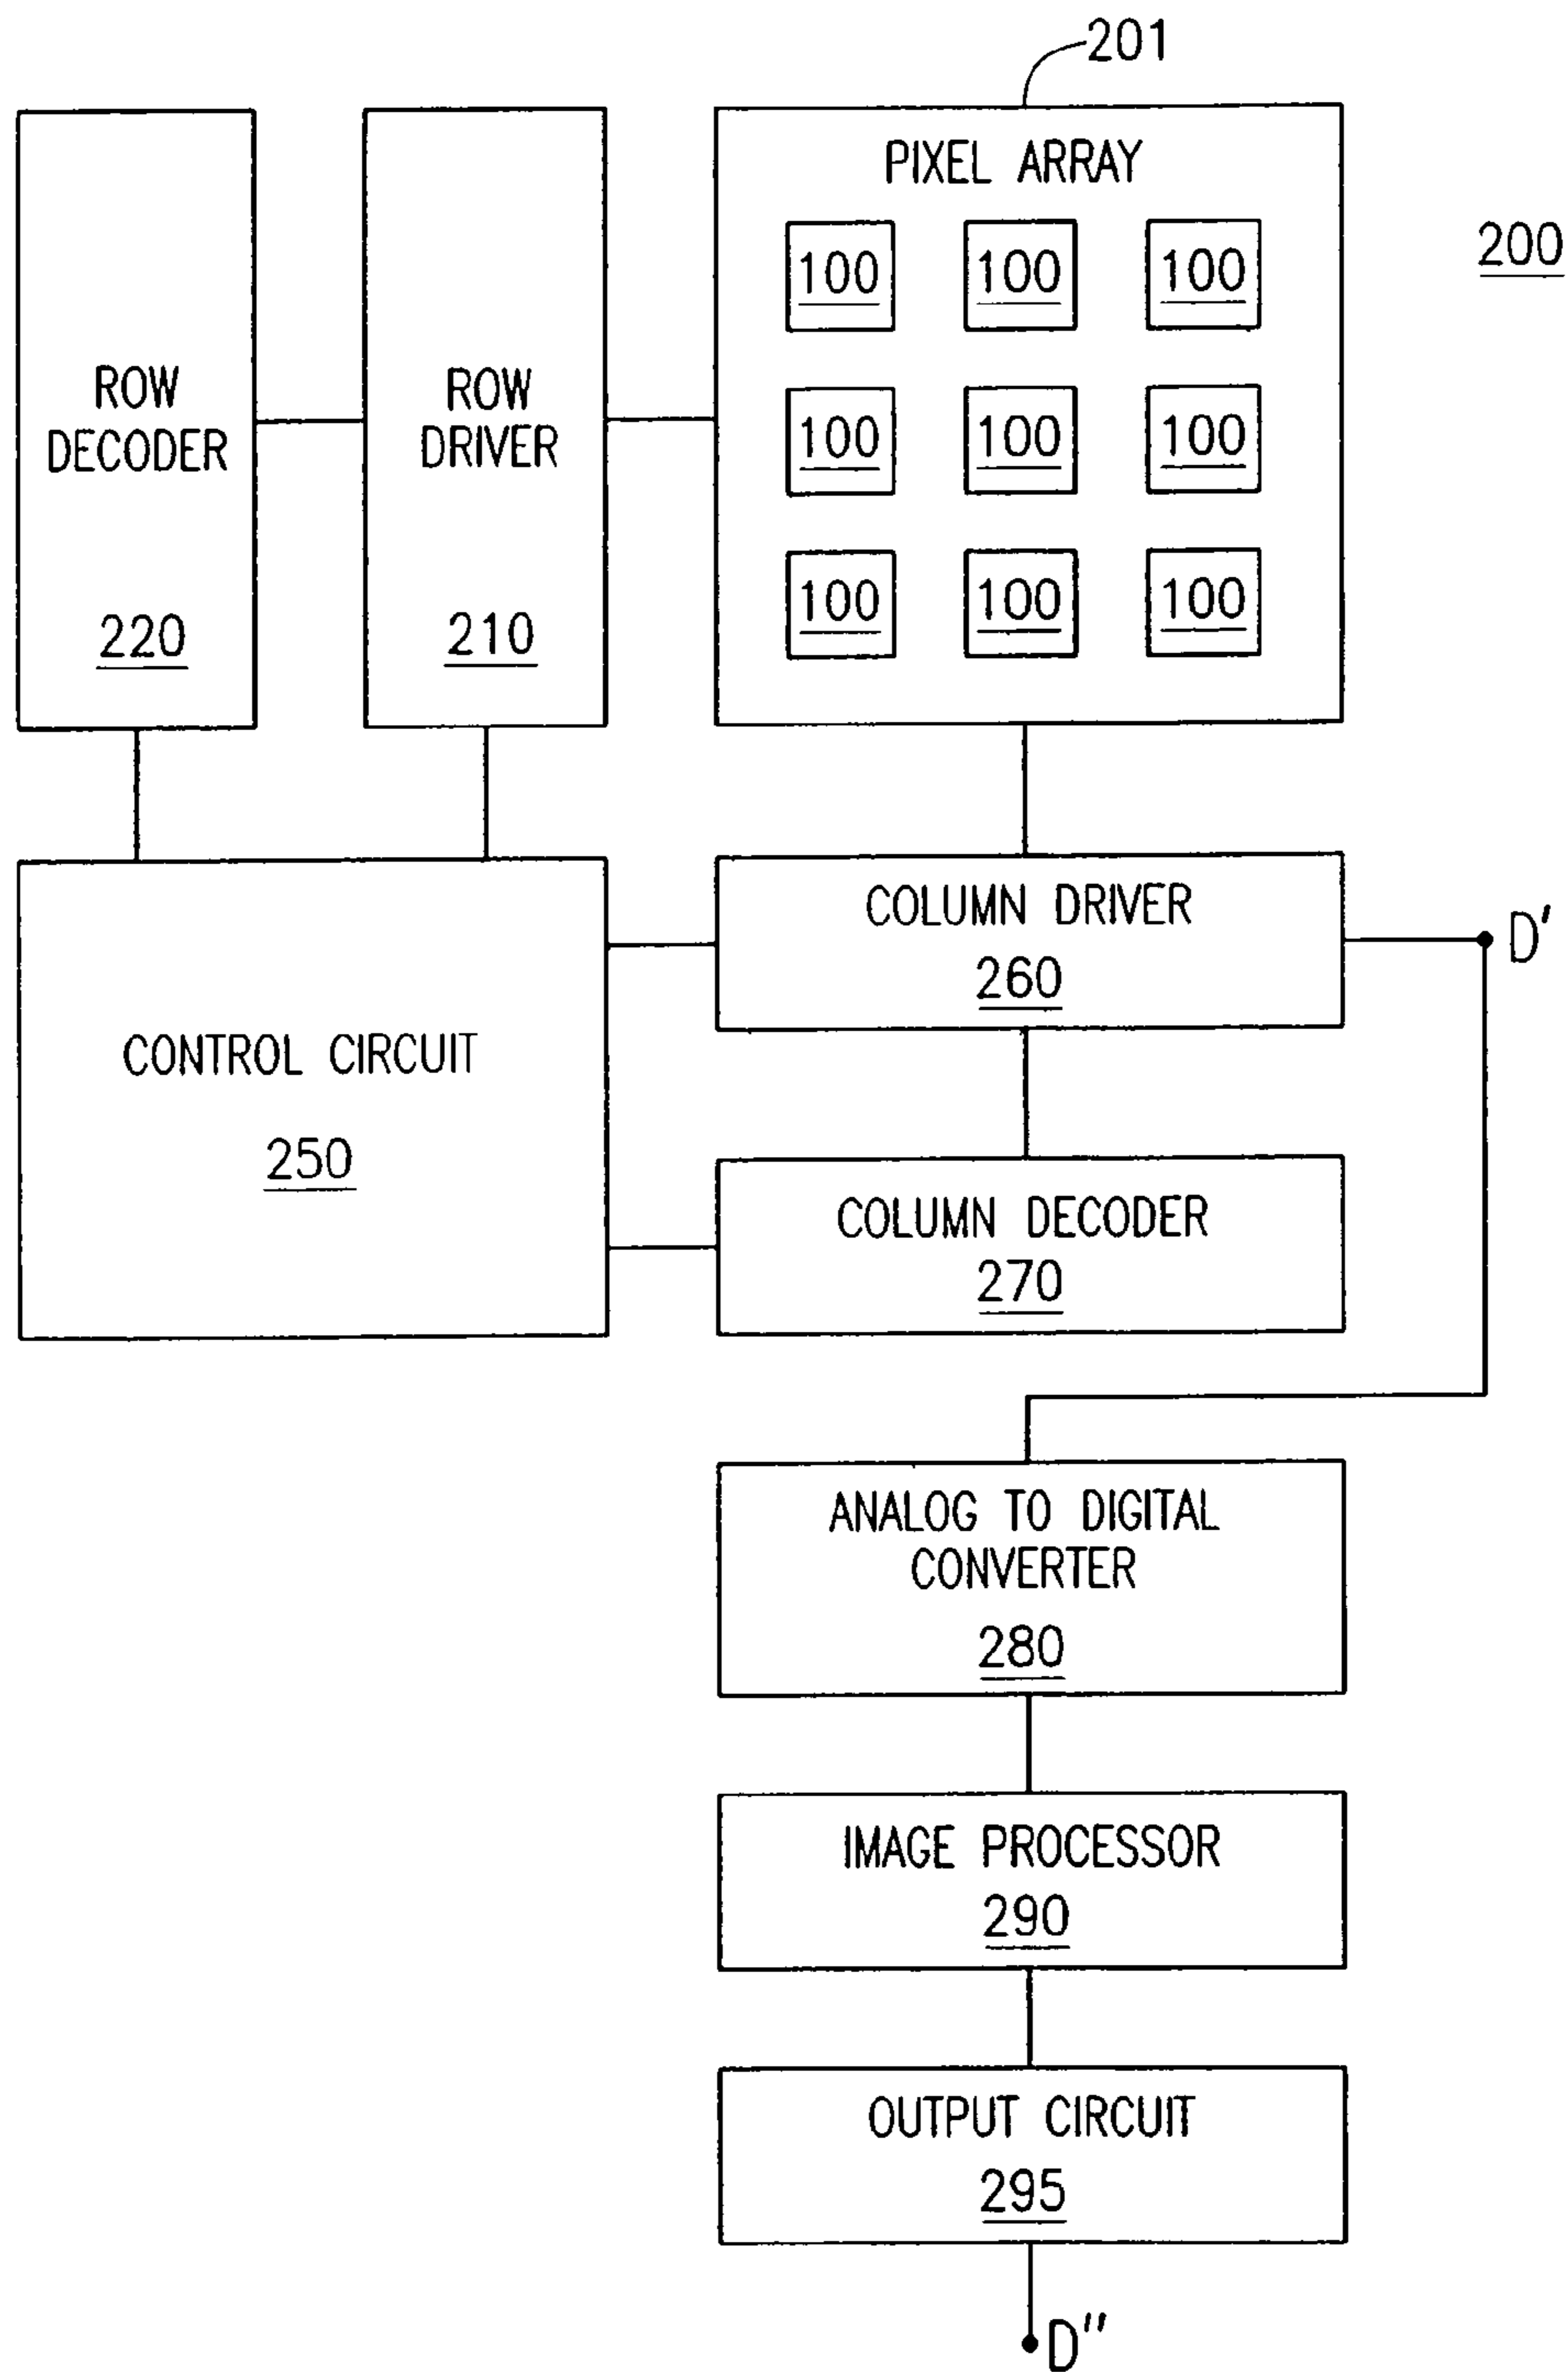 201
PIXEL ARRAY
200
100 100 100
100 100 100
100 100 100
ROW
DECODER
220
ROW
DRIVER
210
COLUMN DRIVER
260
D'
CONTROL CIRCUIT
250
COLUMN DECODER
270
ANALOG TO DIGITAL
CONVERTER
280
IMAGE PROCESSOR
290
OUTPUT CIRCUIT
295
D"